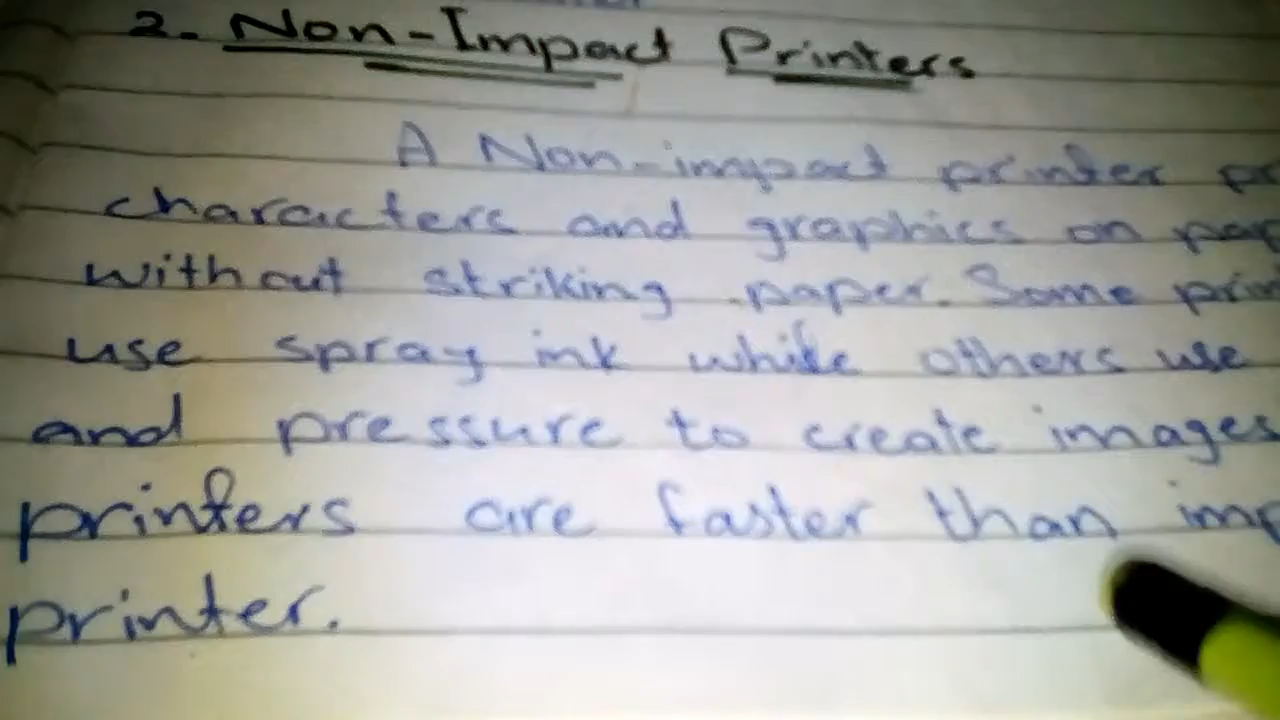 2. Non-Impact Printers
A Non-impact printer
characters and graphics on
without striking paper. Some
use spray ink while others use
and pressure to create images
printers are faster than
printer.